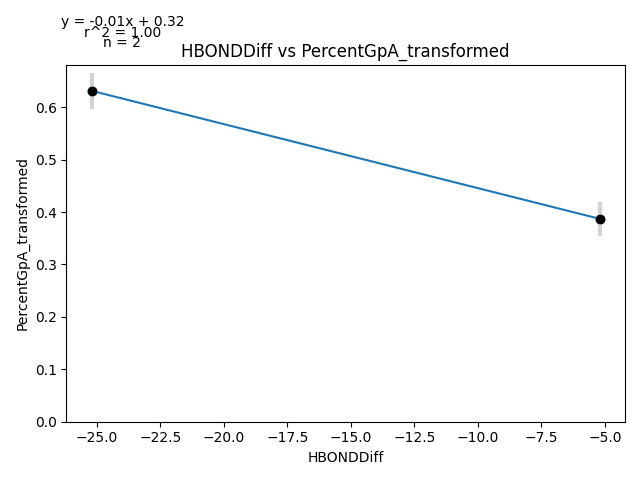 y = -0.01x + 0.32
r^2 = 1.00
n = 2
HBONDDiff vs PercentGpA_transformed
PercentGpA_transformed
0.6
0.5
0.4
0.3
0.2
0.1
0.0
−25.0 −22.5 −20.0 −17.5 −15.0 −12.5 −10.0 −7.5 −5.0
HBONDDiff